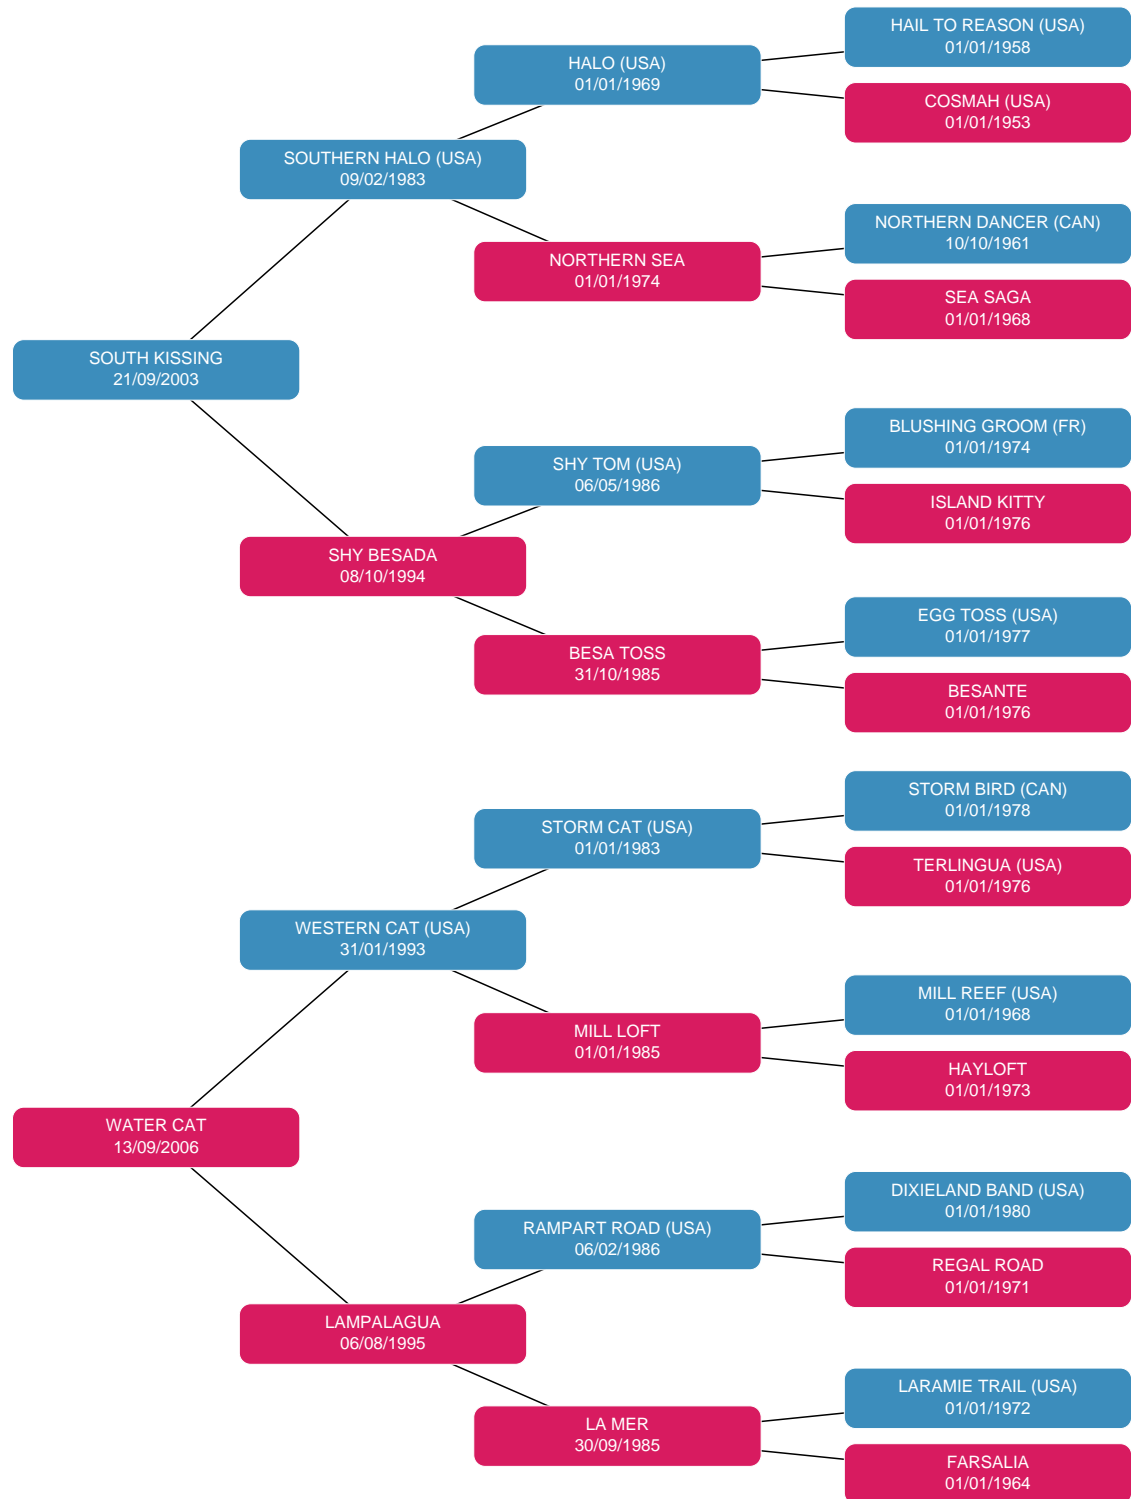 HAIL TO REASON (USA)
01/01/1958
HALO (USA)
01/01/1969
COSMAH (USA)
01/01/1953
SOUTHERN HALO (USA)
09/02/1983
NORTHERN DANCER (CAN)
10/10/1961
NORTHERN SEA
01/01/1974
SEA SAGA
01/01/1968
SOUTH KISSING
21/09/2003
BLUSHING GROOM (FR)
01/01/1974
SHY TOM (USA)
06/05/1986
ISLAND KITTY
01/01/1976
SHY BESADA
08/10/1994
EGG TOSS (USA)
01/01/1977
BESA TOSS
31/10/1985
BESANTE
01/01/1976
STORM BIRD (CAN)
01/01/1978
STORM CAT (USA)
01/01/1983
TERLINGUA (USA)
01/01/1976
WESTERN CAT (USA)
31/01/1993
MILL REEF (USA)
01/01/1968
MILL LOFT
01/01/1985
HAYLOFT
01/01/1973
WATER CAT
13/09/2006
DIXIELAND BAND (USA)
01/01/1980
RAMPART ROAD (USA)
06/02/1986
REGAL ROAD
01/01/1971
LAMPALAGUA
06/08/1995
LARAMIE TRAIL (USA)
01/01/1972
LA MER
30/09/1985
FARSALIA
01/01/1964